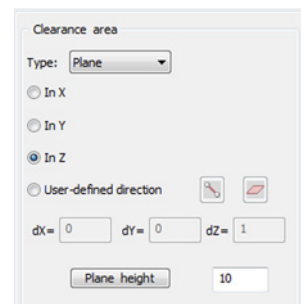 Clearance area
Type: Plane
In X
In Y
In Z
User-defined direction
dX= 0 dY= 0 dZ= 1
Plane height 10